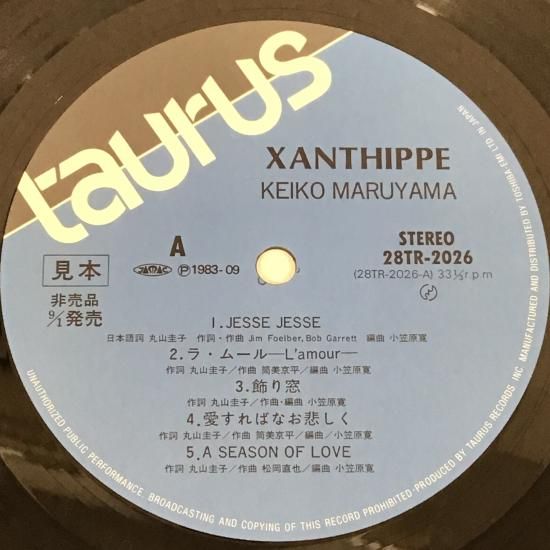 taurus
XANTHIPPE
KEIKO MARUYAMA
A
STEREO
28TR-2026
(28TR-2026-A) 33⅓r.p.m
見本
非売品
9/1発売
JASRAC
Ⓟ1983-09
1.JESSE JESSE
日本語詞 丸山圭子 作詞・作曲 Jim Foelber,Bob Garrett 編曲 小笠原寛
2.ラ・ムール—L'amour—
作詞 丸山圭子/作曲 筒美京平/編曲 小笠原寛
3.飾り窓
作詞 丸山圭子/作曲・編曲 小笠原寛
4.愛すればなお悲しく
作詞 丸山圭子/作曲 筒美京平/編曲 小笠原寛
5.A SEASON OF LOVE
作詞 丸山圭子/作曲 松岡直也/編曲 小笠原寛
UNAUTHORIZED PUBLIC PERFORMANCE, BROADCASTING AND COPYING OF THIS RECORD PROHIBITED·PRODUCED BY TAURUS RECORDS INC MANUFACTURED AND DISTRIBUTED BY TOSHIBA-EMI LTD IN JAPAN